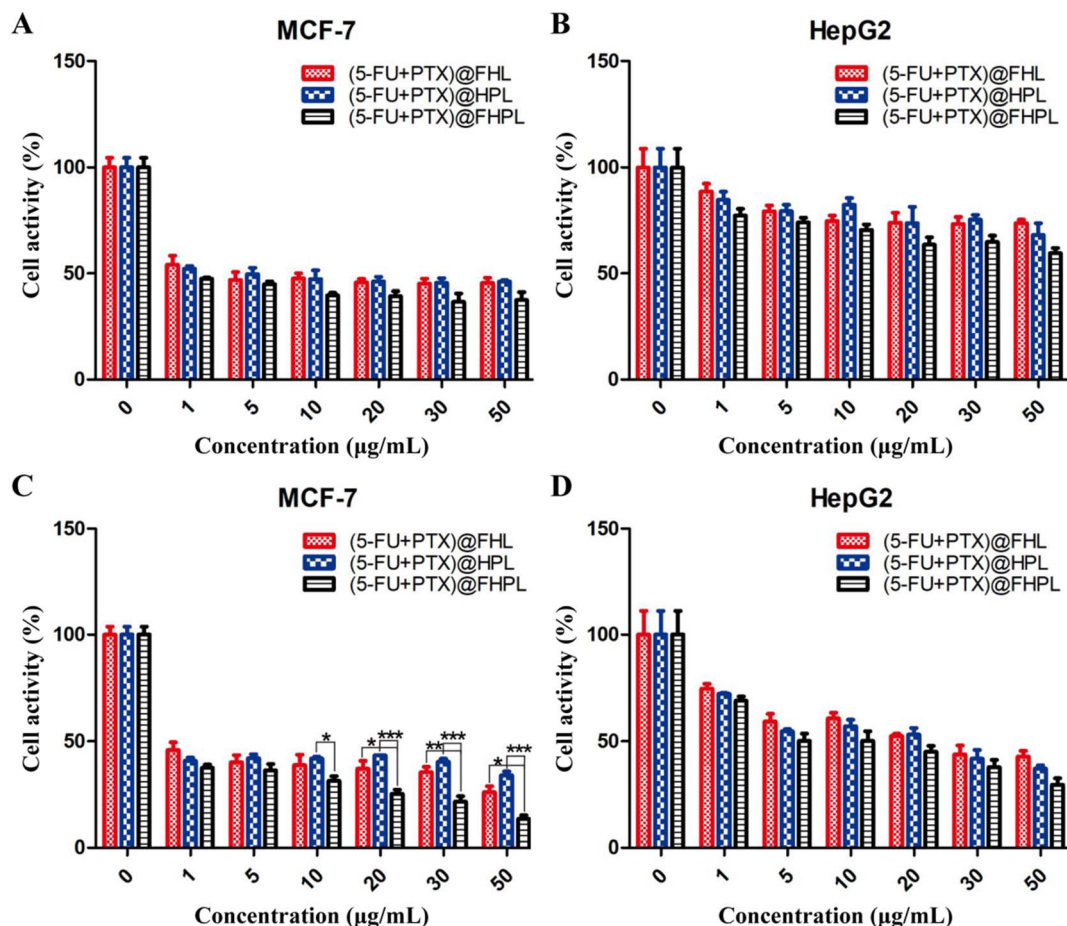 A
MCF-7
150
100
50
0
Cell activity (%)
(5-FU+PTX)@FHL
(5-FU+PTX)@HPL
(5-FU+PTX)@FHPL
0 1 5 10 20 30 50
Concentration (μg/mL)
B
HepG2
150
100
50
0
Cell activity (%)
(5-FU+PTX)@FHL
(5-FU+PTX)@HPL
(5-FU+PTX)@FHPL
0 1 5 10 20 30 50
Concentration (μg/mL)
C
MCF-7
150
100
50
0
Cell activity (%)
(5-FU+PTX)@FHL
(5-FU+PTX)@HPL
(5-FU+PTX)@FHPL
* * *** ** *** * ***
0 1 5 10 20 30 50
Concentration (μg/mL)
D
HepG2
150
100
50
0
Cell activity (%)
(5-FU+PTX)@FHL
(5-FU+PTX)@HPL
(5-FU+PTX)@FHPL
0 1 5 10 20 30 50
Concentration (μg/mL)